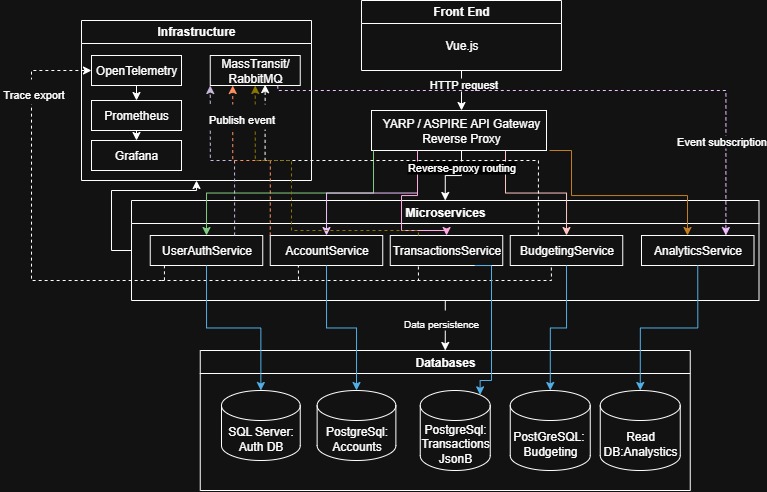 Front End
Vue.js
Infrastructure
OpenTelemetry
MassTransit/
RabbitMQ
Trace export
HTTP request
Prometheus
Publish event
YARP / ASPIRE API Gateway
Reverse Proxy
Grafana
Event subscription
Reverse-proxy routing
Microservices
UserAuthService
AccountService
TransactionsService
BudgetingService
AnalyticsService
Data persistence
Databases
SQL Server:
Auth DB
PostgreSql:
Accounts
PostgreSql:
Transactions
JsonB
PostGreSQL:
Budgeting
Read
DB:Analystics